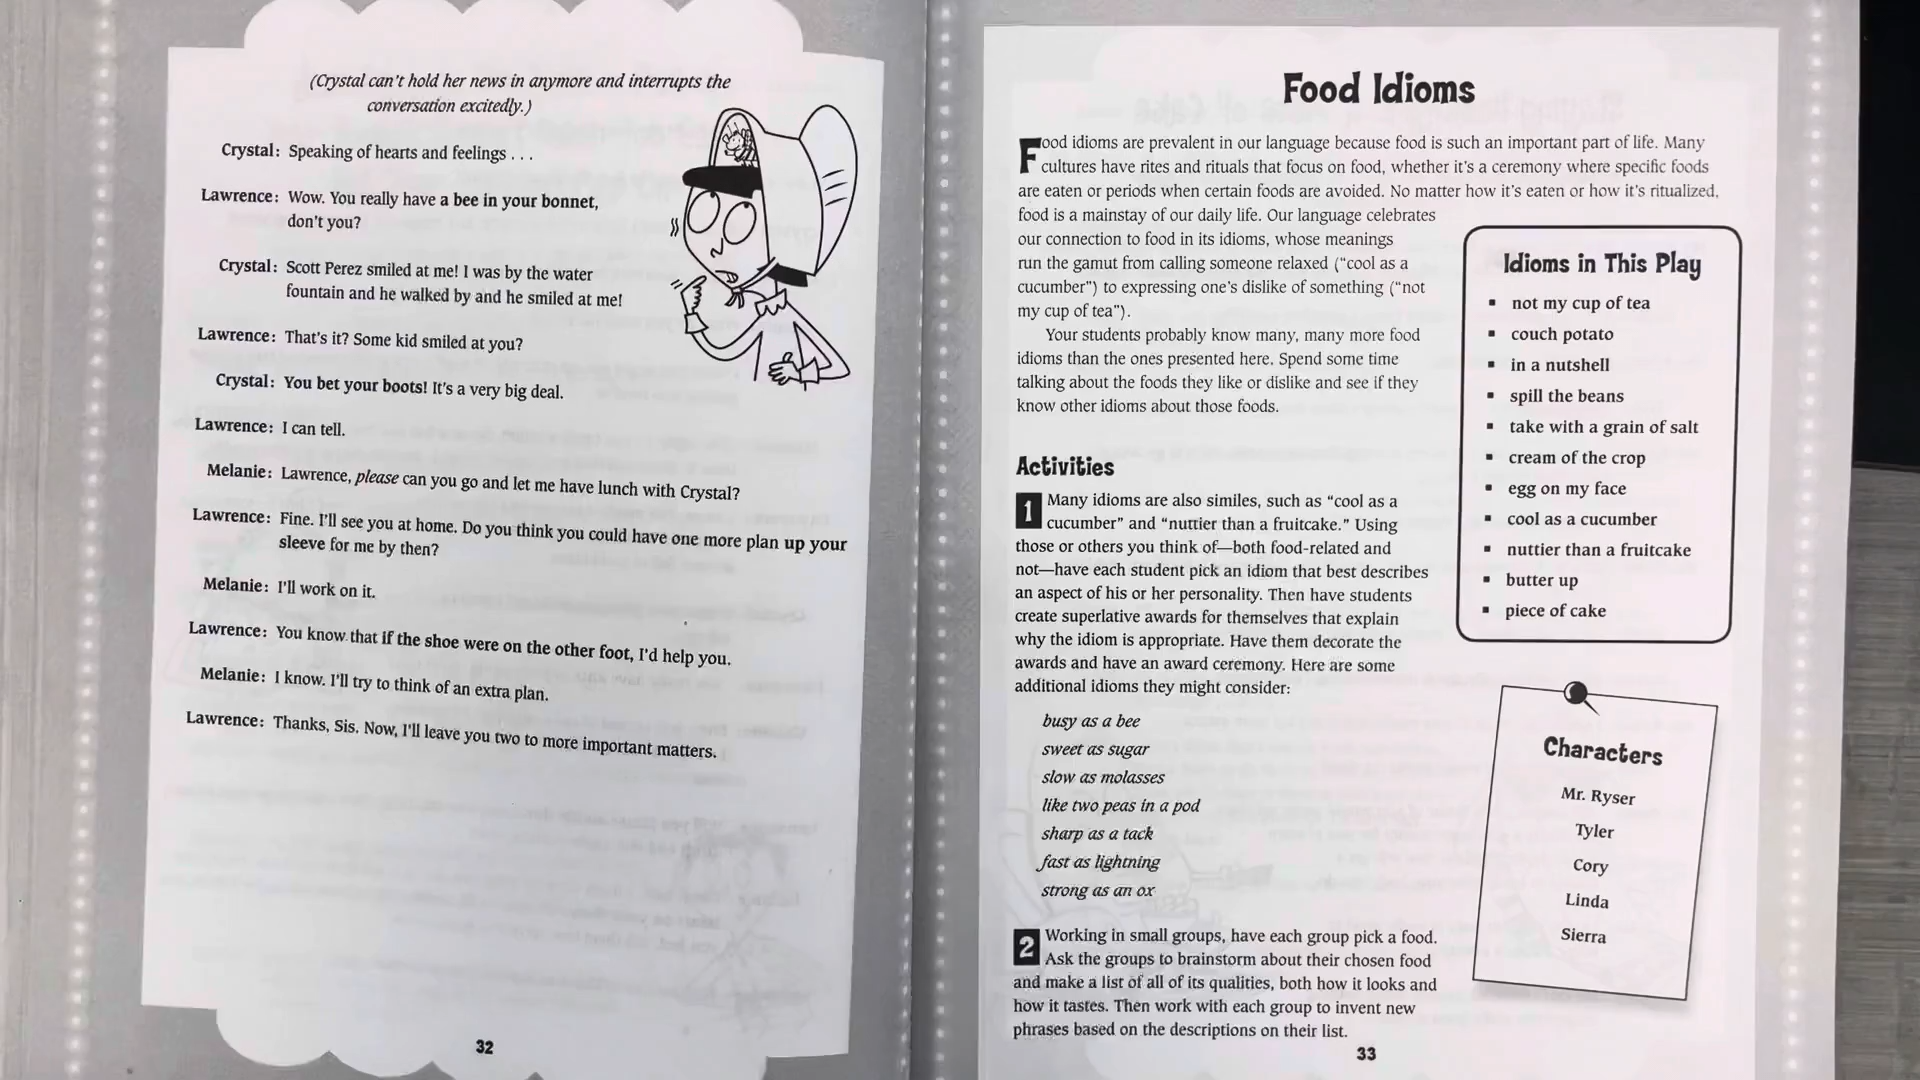 (Crystal can't hold her news in anymore and interrupts the
conversation excitedly.)
Crystal: Speaking of hearts and feelings . . .
Lawrence: Wow. You really have a bee in your bonnet,
don't you?
Crystal: Scott Perez smiled at me! I was by the water
fountain and he walked by and he smiled at me!
Lawrence: That's it? Some kid smiled at you?
Crystal: You bet your boots! It's a very big deal.
Lawrence: I can tell.
Melanie: Lawrence, please can you go and let me have lunch with Crystal?
Lawrence: Fine. I'll see you at home. Do you think you could have one more plan up your
sleeve for me by then?
Melanie: I'll work on it.
Lawrence: You know that if the shoe were on the other foot, I'd help you.
Melanie: I know. I'll try to think of an extra plan.
Lawrence: Thanks, Sis. Now, I'll leave you two to more important matters.
32
Food Idioms
Food idioms are prevalent in our language because food is such an important part of life. Many
cultures have rites and rituals that focus on food, whether it's a ceremony where specific foods
are eaten or periods when certain foods are avoided. No matter how it's eaten or how it's ritualized,
food is a mainstay of our daily life. Our language celebrates
our connection to food in its idioms, whose meanings
run the gamut from calling someone relaxed ("cool as a
cucumber") to expressing one's dislike of something ("not
my cup of tea").
Your students probably know many, many more food
idioms than the ones presented here. Spend some time
talking about the foods they like or dislike and see if they
know other idioms about those foods.
Activities
1 Many idioms are also similes, such as "cool as a
cucumber" and "nuttier than a fruitcake." Using
those or others you think of—both food-related and
not—have each student pick an idiom that best describes
an aspect of his or her personality. Then have students
create superlative awards for themselves that explain
why the idiom is appropriate. Have them decorate the
awards and have an award ceremony. Here are some
additional idioms they might consider:
busy as a bee
sweet as sugar
slow as molasses
like two peas in a pod
sharp as a tack
fast as lightning
strong as an ox
2 Working in small groups, have each group pick a food.
Ask the groups to brainstorm about their chosen food
and make a list of all of its qualities, both how it looks and
how it tastes. Then work with each group to invent new
phrases based on the descriptions on their list.
Idioms in This Play
▪ not my cup of tea
▪ couch potato
▪ in a nutshell
▪ spill the beans
▪ take with a grain of salt
▪ cream of the crop
▪ egg on my face
▪ cool as a cucumber
▪ nuttier than a fruitcake
▪ butter up
▪ piece of cake
Characters
Mr. Ryser
Tyler
Cory
Linda
Sierra
33